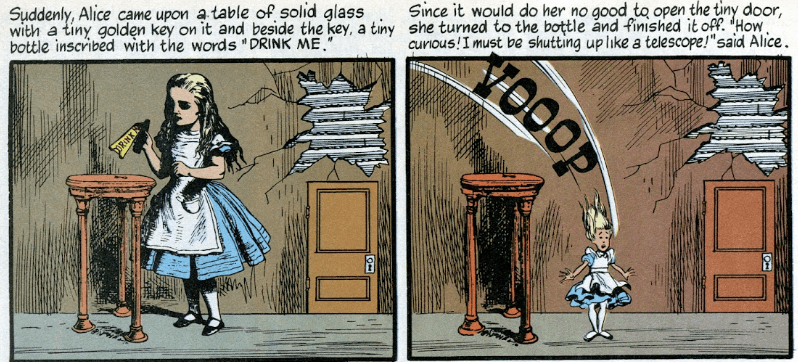 Suddenly, Alice came upon a table of solid glass
with a tiny golden key on it and beside the key, a tiny
bottle inscribed with the words "DRINK ME."
DRINK
Since it would do her no good to open the tiny door,
she turned to the bottle and finished it off. "How
curious! I must be shutting up like a telescope!" said Alice.
VOOOP